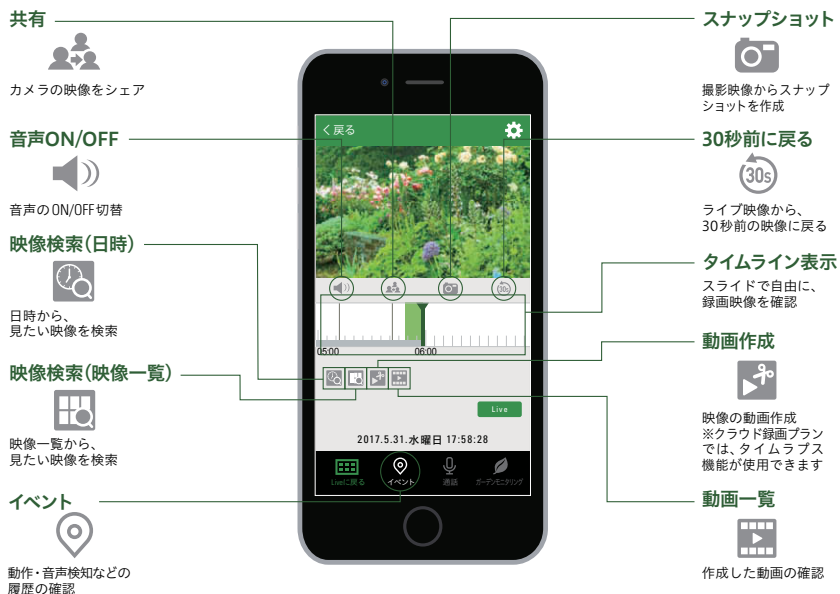 共有
カメラの映像をシェア
音声ON/OFF
音声のON/OFF切替
映像検索(日時)
日時から、
見たい映像を検索
映像検索(映像一覧)
映像一覧から、
見たい映像を検索
イベント
動作・音声検知などの
履歴の確認
く戻る
30s
05:00
06:00
Live
2017.5.31.水曜日 17:58:28
Liveに戻る
イベント
通話
ガーデンモニタリング
スナップショット
撮影映像からスナップ
ショットを作成
30秒前に戻る
30s
ライブ映像から、
30秒前の映像に戻る
タイムライン表示
スライドで自由に、
録画映像を確認
動画作成
映像の動画作成
※クラウド録画プラン
では、タイムラプス
機能が使用できます
動画一覧
作成した動画の確認